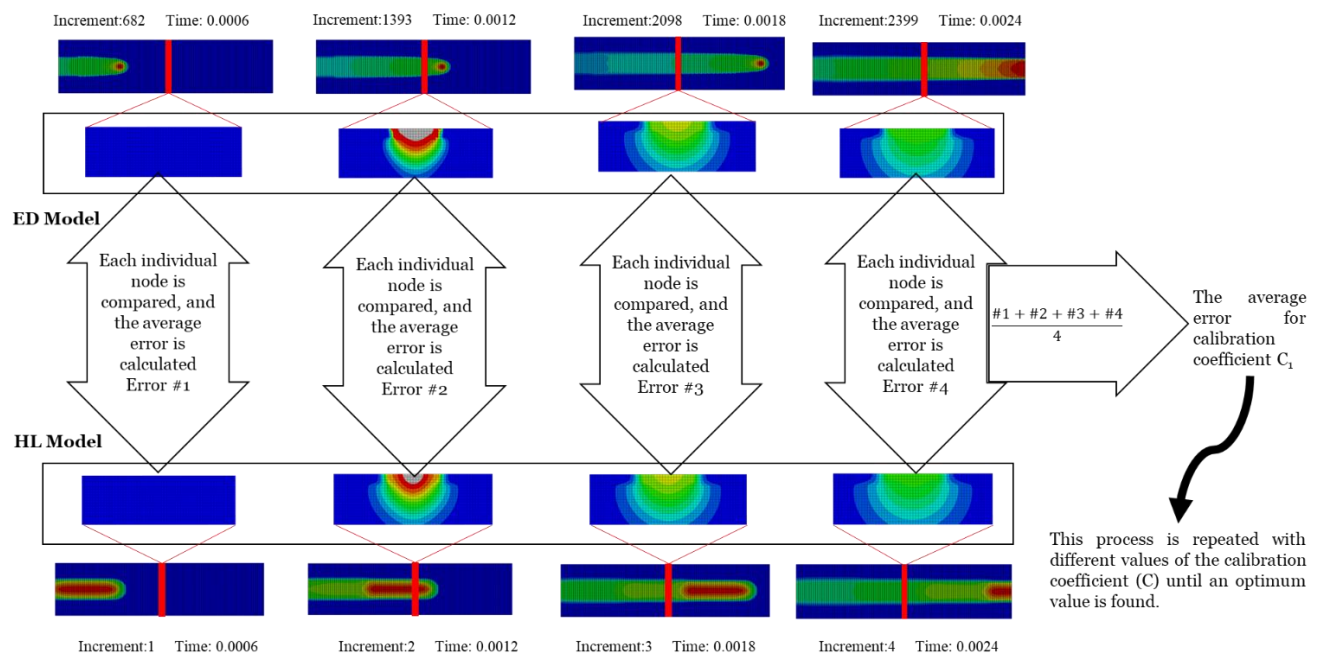 Increment:682 Time: 0.0006
Increment:1393 Time: 0.0012
Increment:2098 Time: 0.0018
Increment:2399 Time: 0.0024
ED Model
Each individual
node is
compared, and
the average
error is
calculated
Error #1
Each individual
node is
compared, and
the average
error is
calculated
Error #2
Each individual
node is
compared, and
the average
error is
calculated
Error #3
Each individual
node is
compared, and
the average
error is
calculated
Error #4
#1 + #2 + #3 + #4
4
The average
error for
calibration
coefficient C₁
HL Model
This process is repeated with
different values of the calibration
coefficient (C) until an optimum
value is found.
Increment:1 Time: 0.0006
Increment:2 Time: 0.0012
Increment:3 Time: 0.0018
Increment:4 Time: 0.0024